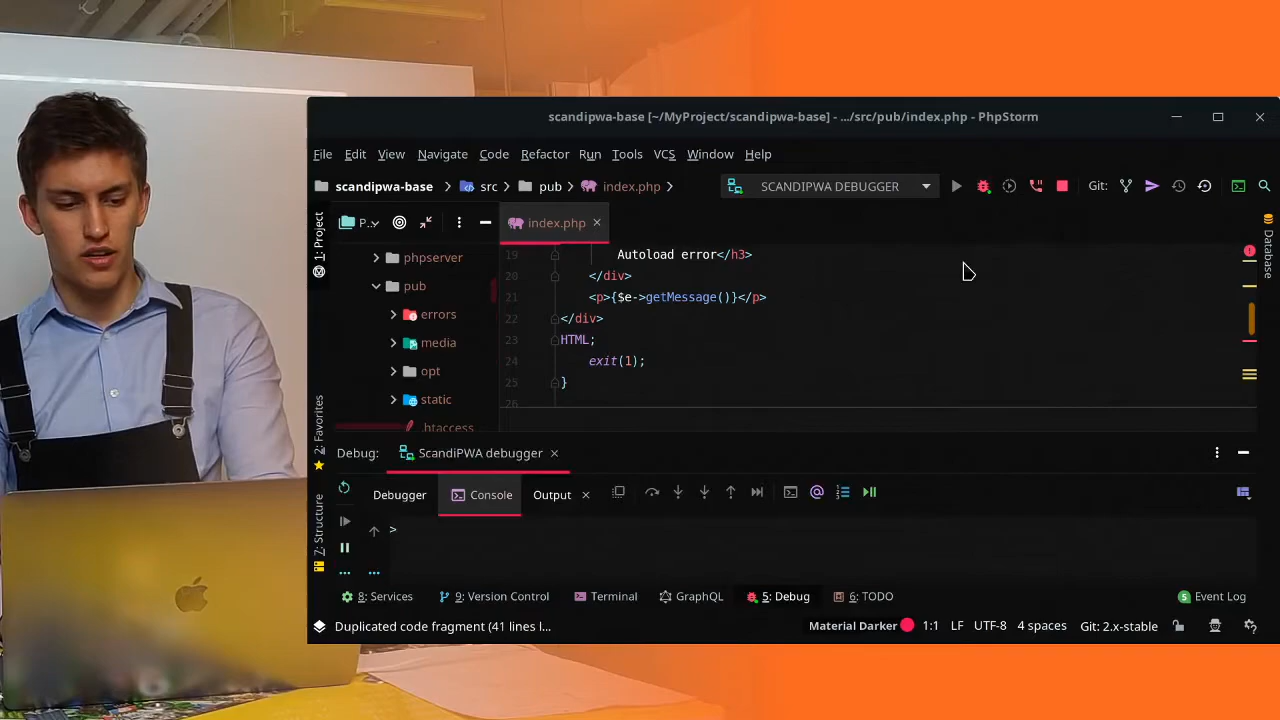 scandipwa-base [~/MyProject/scandipwa-base] - .../src/pub/index.php - PhpStorm
File Edit View Navigate Code Refactor Run Tools VCS Window Help
scandipwa-base src pub index.php SCANDIPWA DEBUGGER Git:
1: Project
P..
index.php
Database
phpserver
pub
errors
media
opt
static
.htaccess
19 Autoload error</h3>
20 </div>
21 <p>{$e->getMessage()}</p>
22 </div>
23 HTML;
24 exit(1);
25 }
26
2: Favorites
7: Structure
Debug: ScandiPWA debugger
Debugger Console Output
>
8: Services 9: Version Control Terminal GraphQL 5: Debug 6: TODO 5 Event Log
Duplicated code fragment (41 lines l... Material Darker 1:1 LF UTF-8 4 spaces Git: 2.x-stable